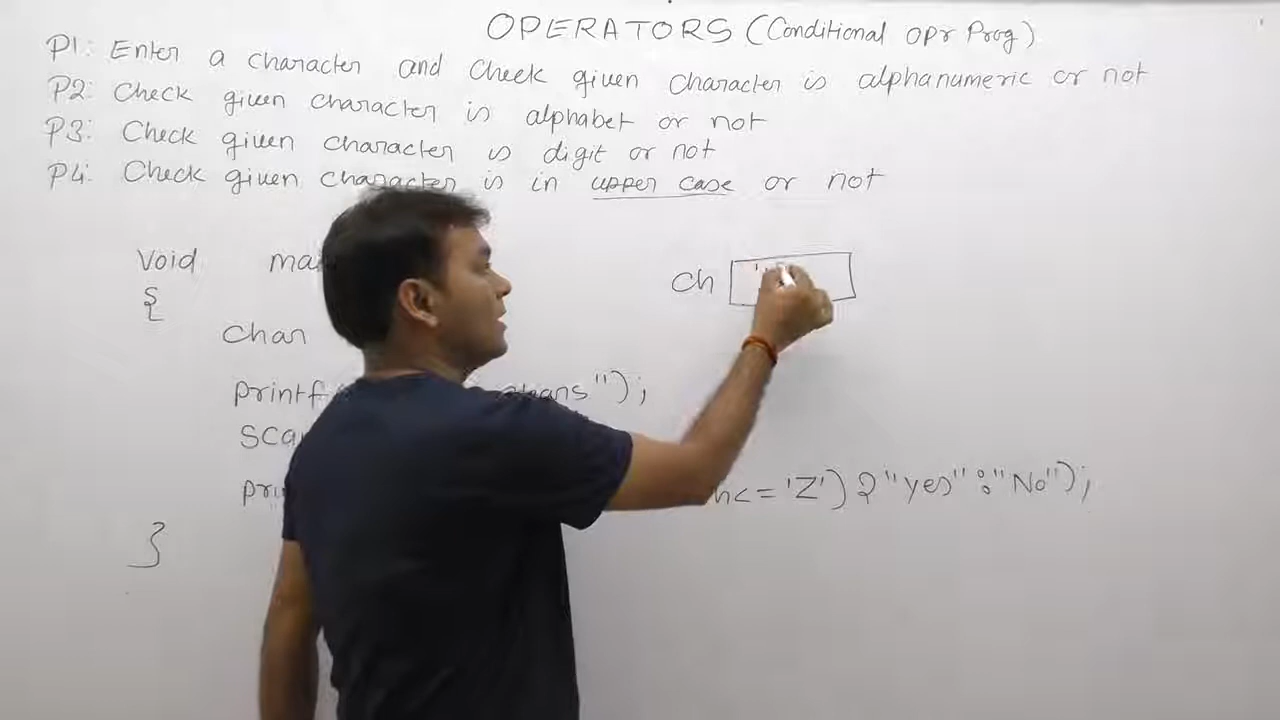 OPERATORS (Conditional opr Prog)
P1: Enter a character and check given character is alphanumeric or not
P2: Check given character is alphabet or not
P3: Check given character is digit or not
P4: Check given character is in upper case or not
Void
{
ch
char
printf ");
<='Z') ? "yes" : "No");
}